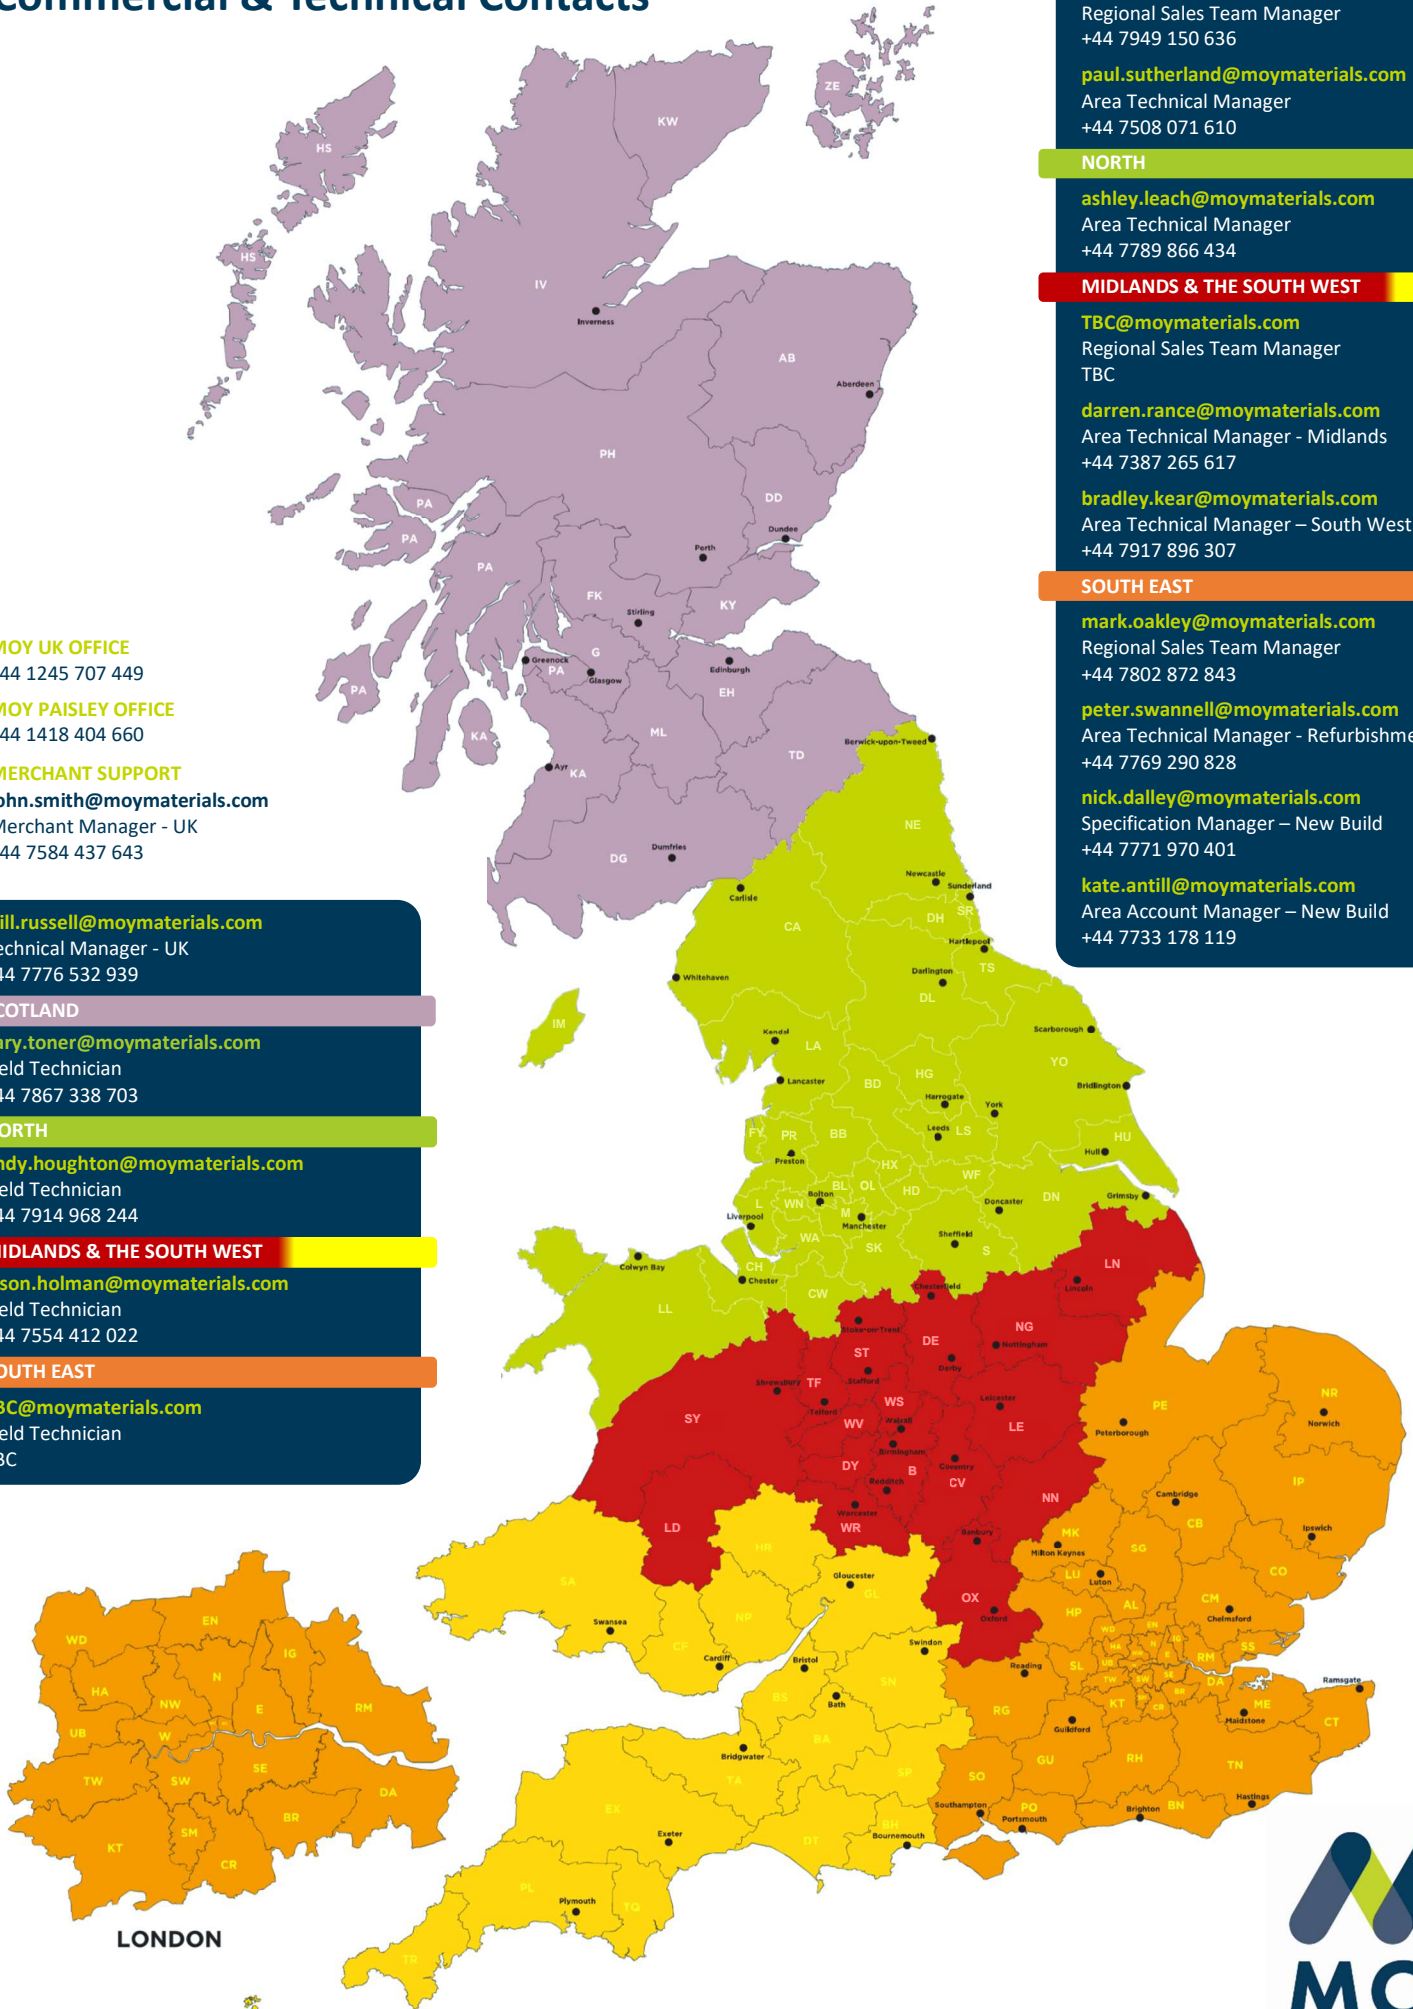 Commercial & Technical Contacts
Regional Sales Team Manager
+44 7949 150 636
paul.sutherland@moymaterials.com
Area Technical Manager
+44 7508 071 610
NORTH
ashley.leach@moymaterials.com
Area Technical Manager
+44 7789 866 434
MIDLANDS & THE SOUTH WEST
TBC@moymaterials.com
Regional Sales Team Manager
TBC
darren.rance@moymaterials.com
Area Technical Manager - Midlands
+44 7387 265 617
bradley.kear@moymaterials.com
Area Technical Manager – South West
+44 7917 896 307
SOUTH EAST
mark.oakley@moymaterials.com
Regional Sales Team Manager
+44 7802 872 843
peter.swannell@moymaterials.com
Area Technical Manager - Refurbishme
+44 7769 290 828
nick.dalley@moymaterials.com
Specification Manager – New Build
+44 7771 970 401
kate.antill@moymaterials.com
Area Account Manager – New Build
+44 7733 178 119
MOY UK OFFICE
44 1245 707 449
MOY PAISLEY OFFICE
44 1418 404 660
MERCHANT SUPPORT
ohn.smith@moymaterials.com
Merchant Manager - UK
44 7584 437 643
ill.russell@moymaterials.com
echnical Manager - UK
44 7776 532 939
COTLAND
ary.toner@moymaterials.com
eld Technician
44 7867 338 703
ORTH
ndy.houghton@moymaterials.com
eld Technician
44 7914 968 244
MIDLANDS & THE SOUTH WEST
son.holman@moymaterials.com
eld Technician
44 7554 412 022
OUTH EAST
BC@moymaterials.com
eld Technician
BC
ZE
KW
HS
HS
IV
Inverness
AB
Aberdeen
PH
DD
Dundee
PA
PA
PA
Perth
FK
Stirling
KY
G
Greenock
PA
Glasgow
Edinburgh
EH
PA
KA
ML
TD
Berwick-upon-Tweed
Ayr
KA
DG
Dumfries
NE
Newcastle
Sunderland
Carlisle
SR
DH
CA
Hartlepool
Whitehaven
Darlington
TS
DL
IM
Kendal
Scarborough
LA
YO
Lancaster
BD
HG
Bridlington
Harrogate
York
FY
PR
BB
Leeds
LS
HU
Preston
Hull
HX
WF
BL
OL
HD
L
WN
Bolton
Doncaster
DN
Grimsby
M
Liverpool
Manchester
WA
SK
Sheffield
S
Colwyn Bay
CH
Chester
LN
Lincoln
CW
Chesterfield
LL
Stoke-on-Trent
NG
DE
Nottingham
ST
Derby
Shrewsbury
TF
Stafford
Telford
WS
Leicester
PE
NR
Norwich
SY
WV
Walsall
LE
Peterborough
Birmingham
DY
B
Coventry
Redditch
CV
IP
NN
Cambridge
Worcester
CB
LD
WR
Banbury
MK
Ipswich
HR
Milton Keynes
SG
SA
Gloucester
GL
LU
Luton
CO
OX
AL
CM
Oxford
HP
Chelmsford
Swansea
NP
WD
EN
CF
Swindon
HA
N
IG
SS
Cardiff
Bristol
Reading
SL
UB
E
RM
BS
Bath
SN
TW
SW
SE
DA
Ramsgate
RG
KT
CR
BR
ME
Maidstone
CT
Guildford
BA
Bridgwater
GU
RH
TN
TA
SP
SO
EX
Southampton
PO
Portsmouth
Brighton
BN
Hastings
BH
Bournemouth
Exeter
DT
PL
Plymouth
TQ
TR
EN
WD
IG
N
HA
NW
E
RM
UB
W
SE
TW
SW
DA
BR
SM
KT
CR
LONDON
MO